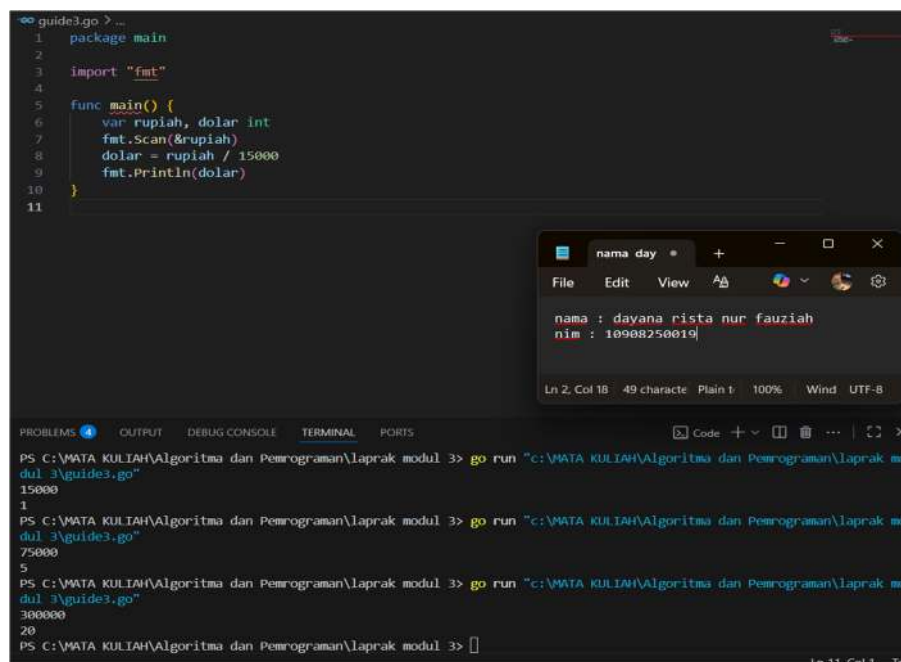 guide3.go > ...
1 package main
2
3 import "fmt"
4
5 func main() {
6 var rupiah, dolar int
7 fmt.Scan(&rupiah)
8 dolar = rupiah / 15000
9 fmt.Println(dolar)
10 }
11
nama day
File Edit View
nama : dayana rista nur fauziah
nim : 10908250019
Ln 2, Col 18 49 characte Plain t 100% Wind UTF-8
PROBLEMS 4 OUTPUT DEBUG CONSOLE TERMINAL PORTS Code
PS C:\MATA KULIAH\Algoritma dan Pemrograman\laprak modul 3> go run "c:\MATA KULIAH\Algoritma dan Pemrograman\laprak m
dul 3\guide3.go"
15000
1
PS C:\MATA KULIAH\Algoritma dan Pemrograman\laprak modul 3> go run "c:\MATA KULIAH\Algoritma dan Pemrograman\laprak m
dul 3\guide3.go"
75000
5
PS C:\MATA KULIAH\Algoritma dan Pemrograman\laprak modul 3> go run "c:\MATA KULIAH\Algoritma dan Pemrograman\laprak m
dul 3\guide3.go"
300000
20
PS C:\MATA KULIAH\Algoritma dan Pemrograman\laprak modul 3>